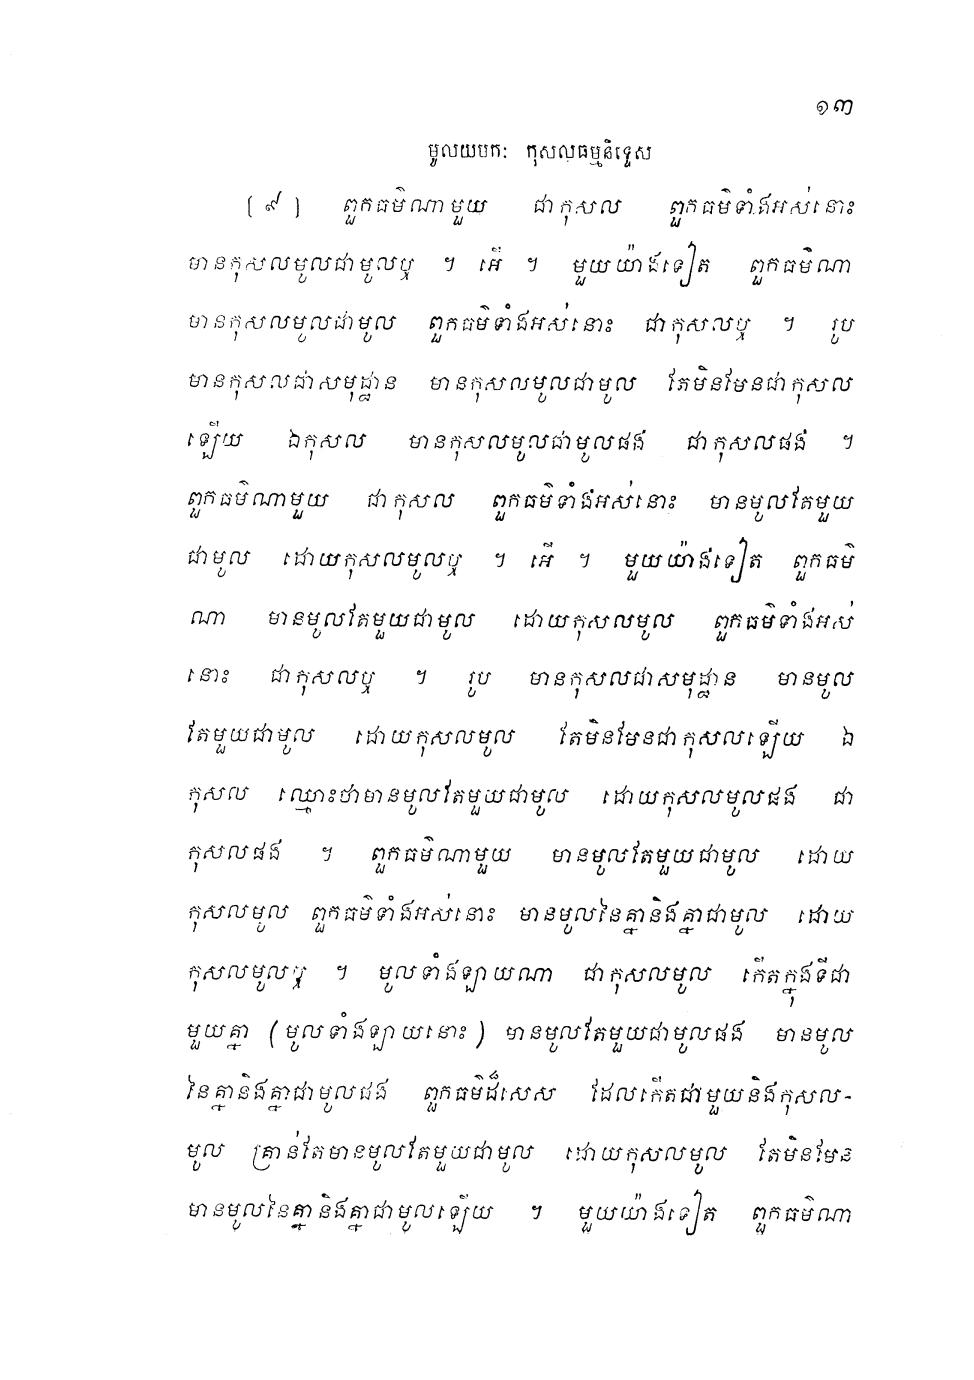 ១៣
មូលយមកៈ កុសលធម្មនិទ្ទេស
[ ៩ ] ពួកធម៌ណាមួយ ជាកុសល ពួកធម៌ទាំងអស់នោះ
មានកុសលមូលជាមូលឬ ។ អើ ។ មួយយ៉ាងទៀត ពួកធម៌ណា
មានកុសលមូលជាមូល ពួកធម៌ទាំងអស់នោះ ជាកុសលឬ ។ រូប
មានកុសលជាសមុដ្ឋាន មានកុសលមូលជាមូល តែមិនមែនជាកុសល
ឡើយ ឯកុសល មានកុសលមូលជាមូលផង ជាកុសលផង ។
ពួកធម៌ណាមួយ ជាកុសល ពួកធម៌ទាំងអស់នោះ មានមូលតែមួយ
ជាមូល ដោយកុសលមូលឬ ។ អើ ។ មួយយ៉ាងទៀត ពួកធម៌
ណា មានមូលតែមួយជាមូល ដោយកុសលមូល ពួកធម៌ទាំងអស់
នោះ ជាកុសលឬ ។ រូប មានកុសលជាសមុដ្ឋាន មានមូល
តែមួយជាមូល ដោយកុសលមូល តែមិនមែនជាកុសលឡើយ ឯ
កុសល ឈ្មោះថាមានមូលតែមួយជាមូល ដោយកុសលមូលផង ជា
កុសលផង ។ ពួកធម៌ណាមួយ មានមូលតែមួយជាមូល ដោយ
កុសលមូល ពួកធម៌ទាំងអស់នោះ មានមូលនៃគ្នានិងគ្នាជាមូល ដោយ
កុសលមូលឬ ។ មូលទាំងឡាយណា ជាកុសលមូល កើតក្នុងទីជា
មួយគ្នា (មូលទាំងឡាយនោះ) មានមូលតែមួយជាមូលផង មានមូល
នៃគ្នានិងគ្នាជាមូលផង ពួកធម៌ដ៏សេស ដែលកើតជាមួយនិងកុសល-
មូល គ្រាន់តែមានមូលតែមួយជាមូល ដោយកុសលមូល តែមិនមែន
មានមូលនៃគ្នានិងគ្នាជាមូលឡើយ ។ មួយយ៉ាងទៀត ពួកធម៌ណា